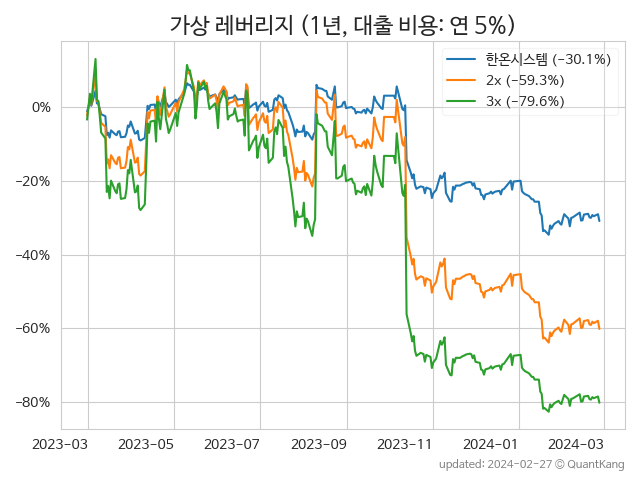 가상 레버리지 (1년, 대출 비용: 연 5%)
한온시스템 (−30.1%)
2x (−59.3%)
3x (−79.6%)
0%
−20%
−40%
−60%
−80%
2023−03 2023−05 2023−07 2023−09 2023−11 2024−01 2024−03
updated: 2024-02-27 © QuantKang